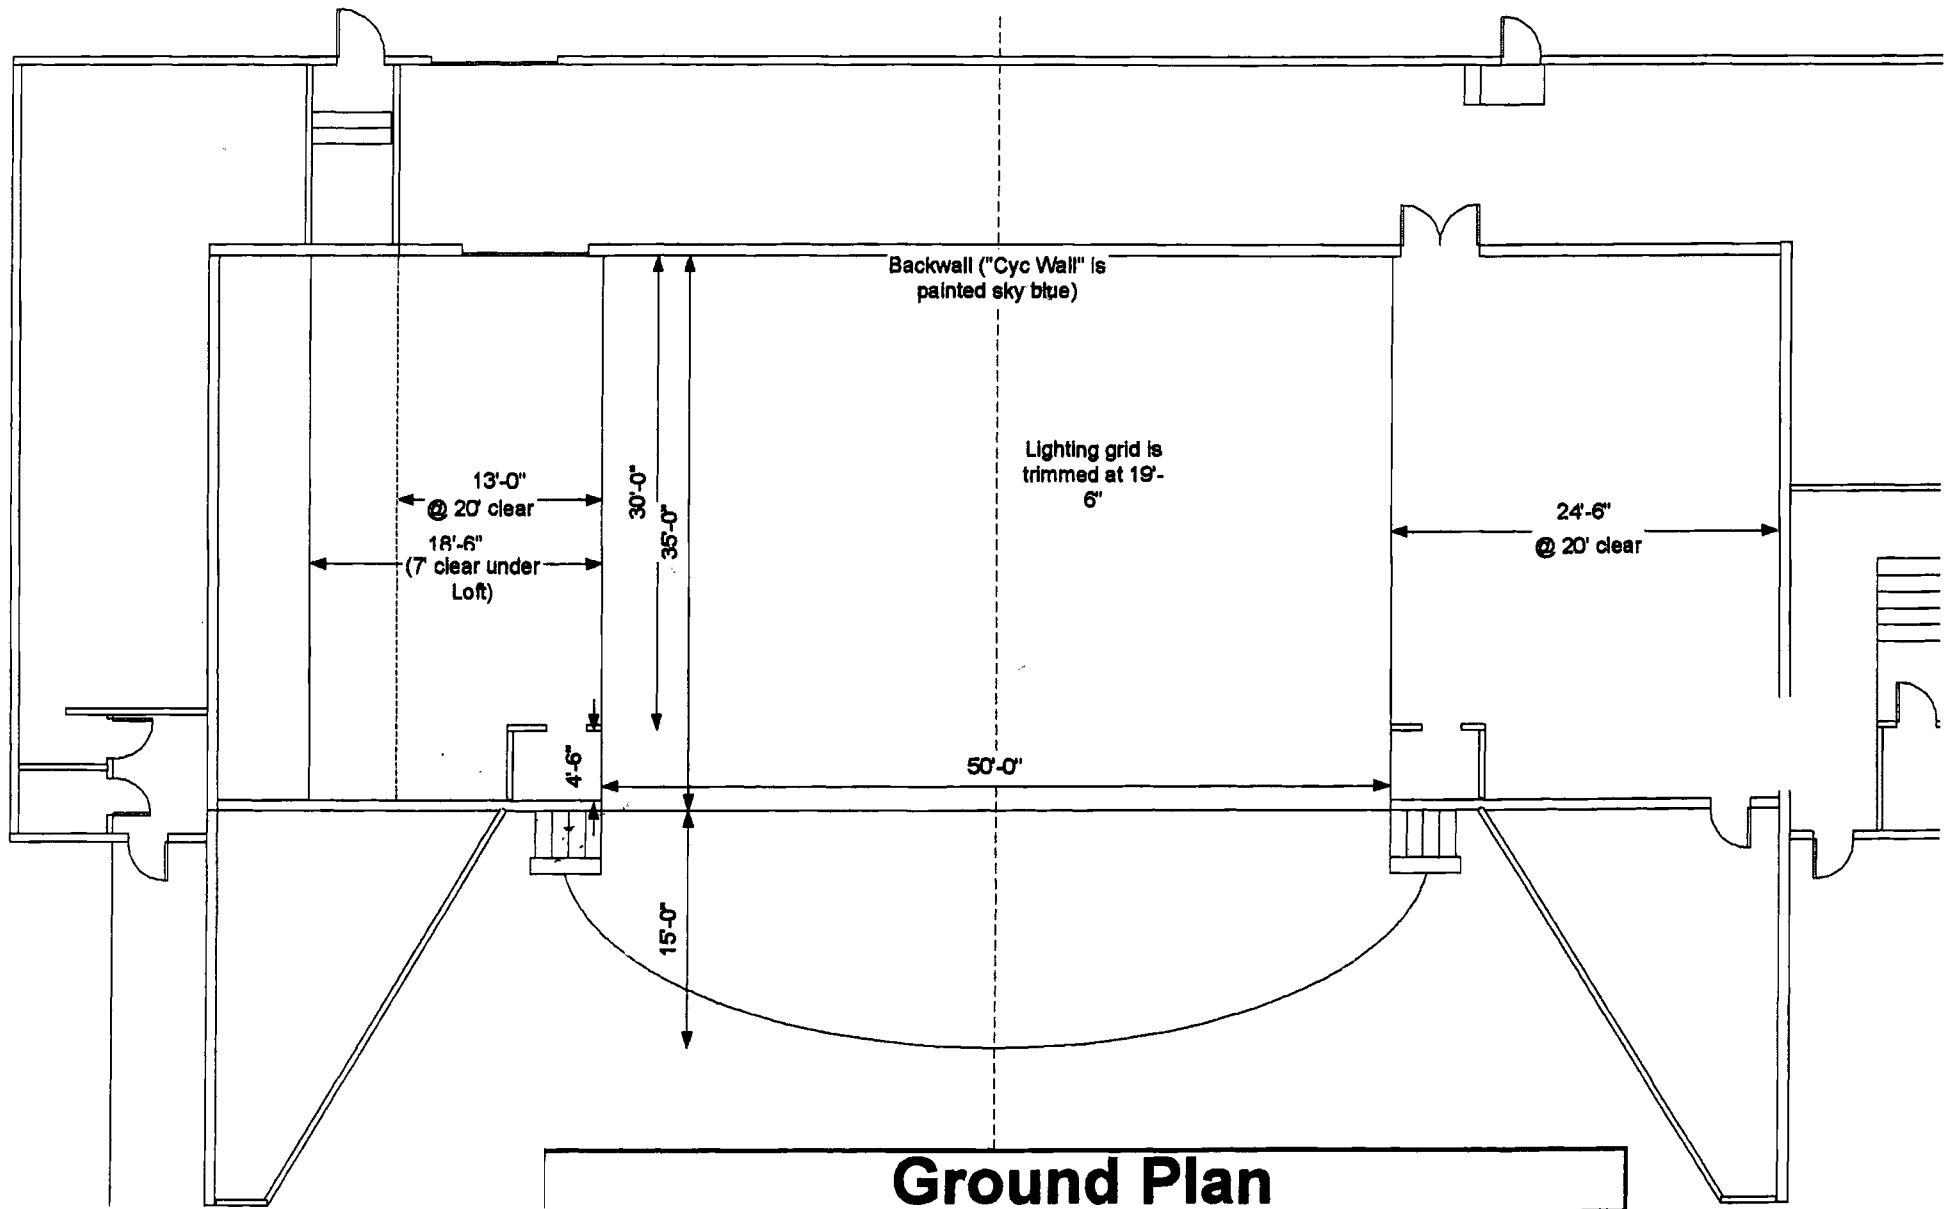 Backwall ("Cyc Wall" is
painted sky blue)
Lighting grid is
trimmed at 19'-
6"
13'-0"
@ 20' clear
18'-6"
(7' clear under
Loft)
30'-0"
35'-0"
24'-6"
@ 20' clear
4'-6"
50'-0"
15'-0"
Ground Plan